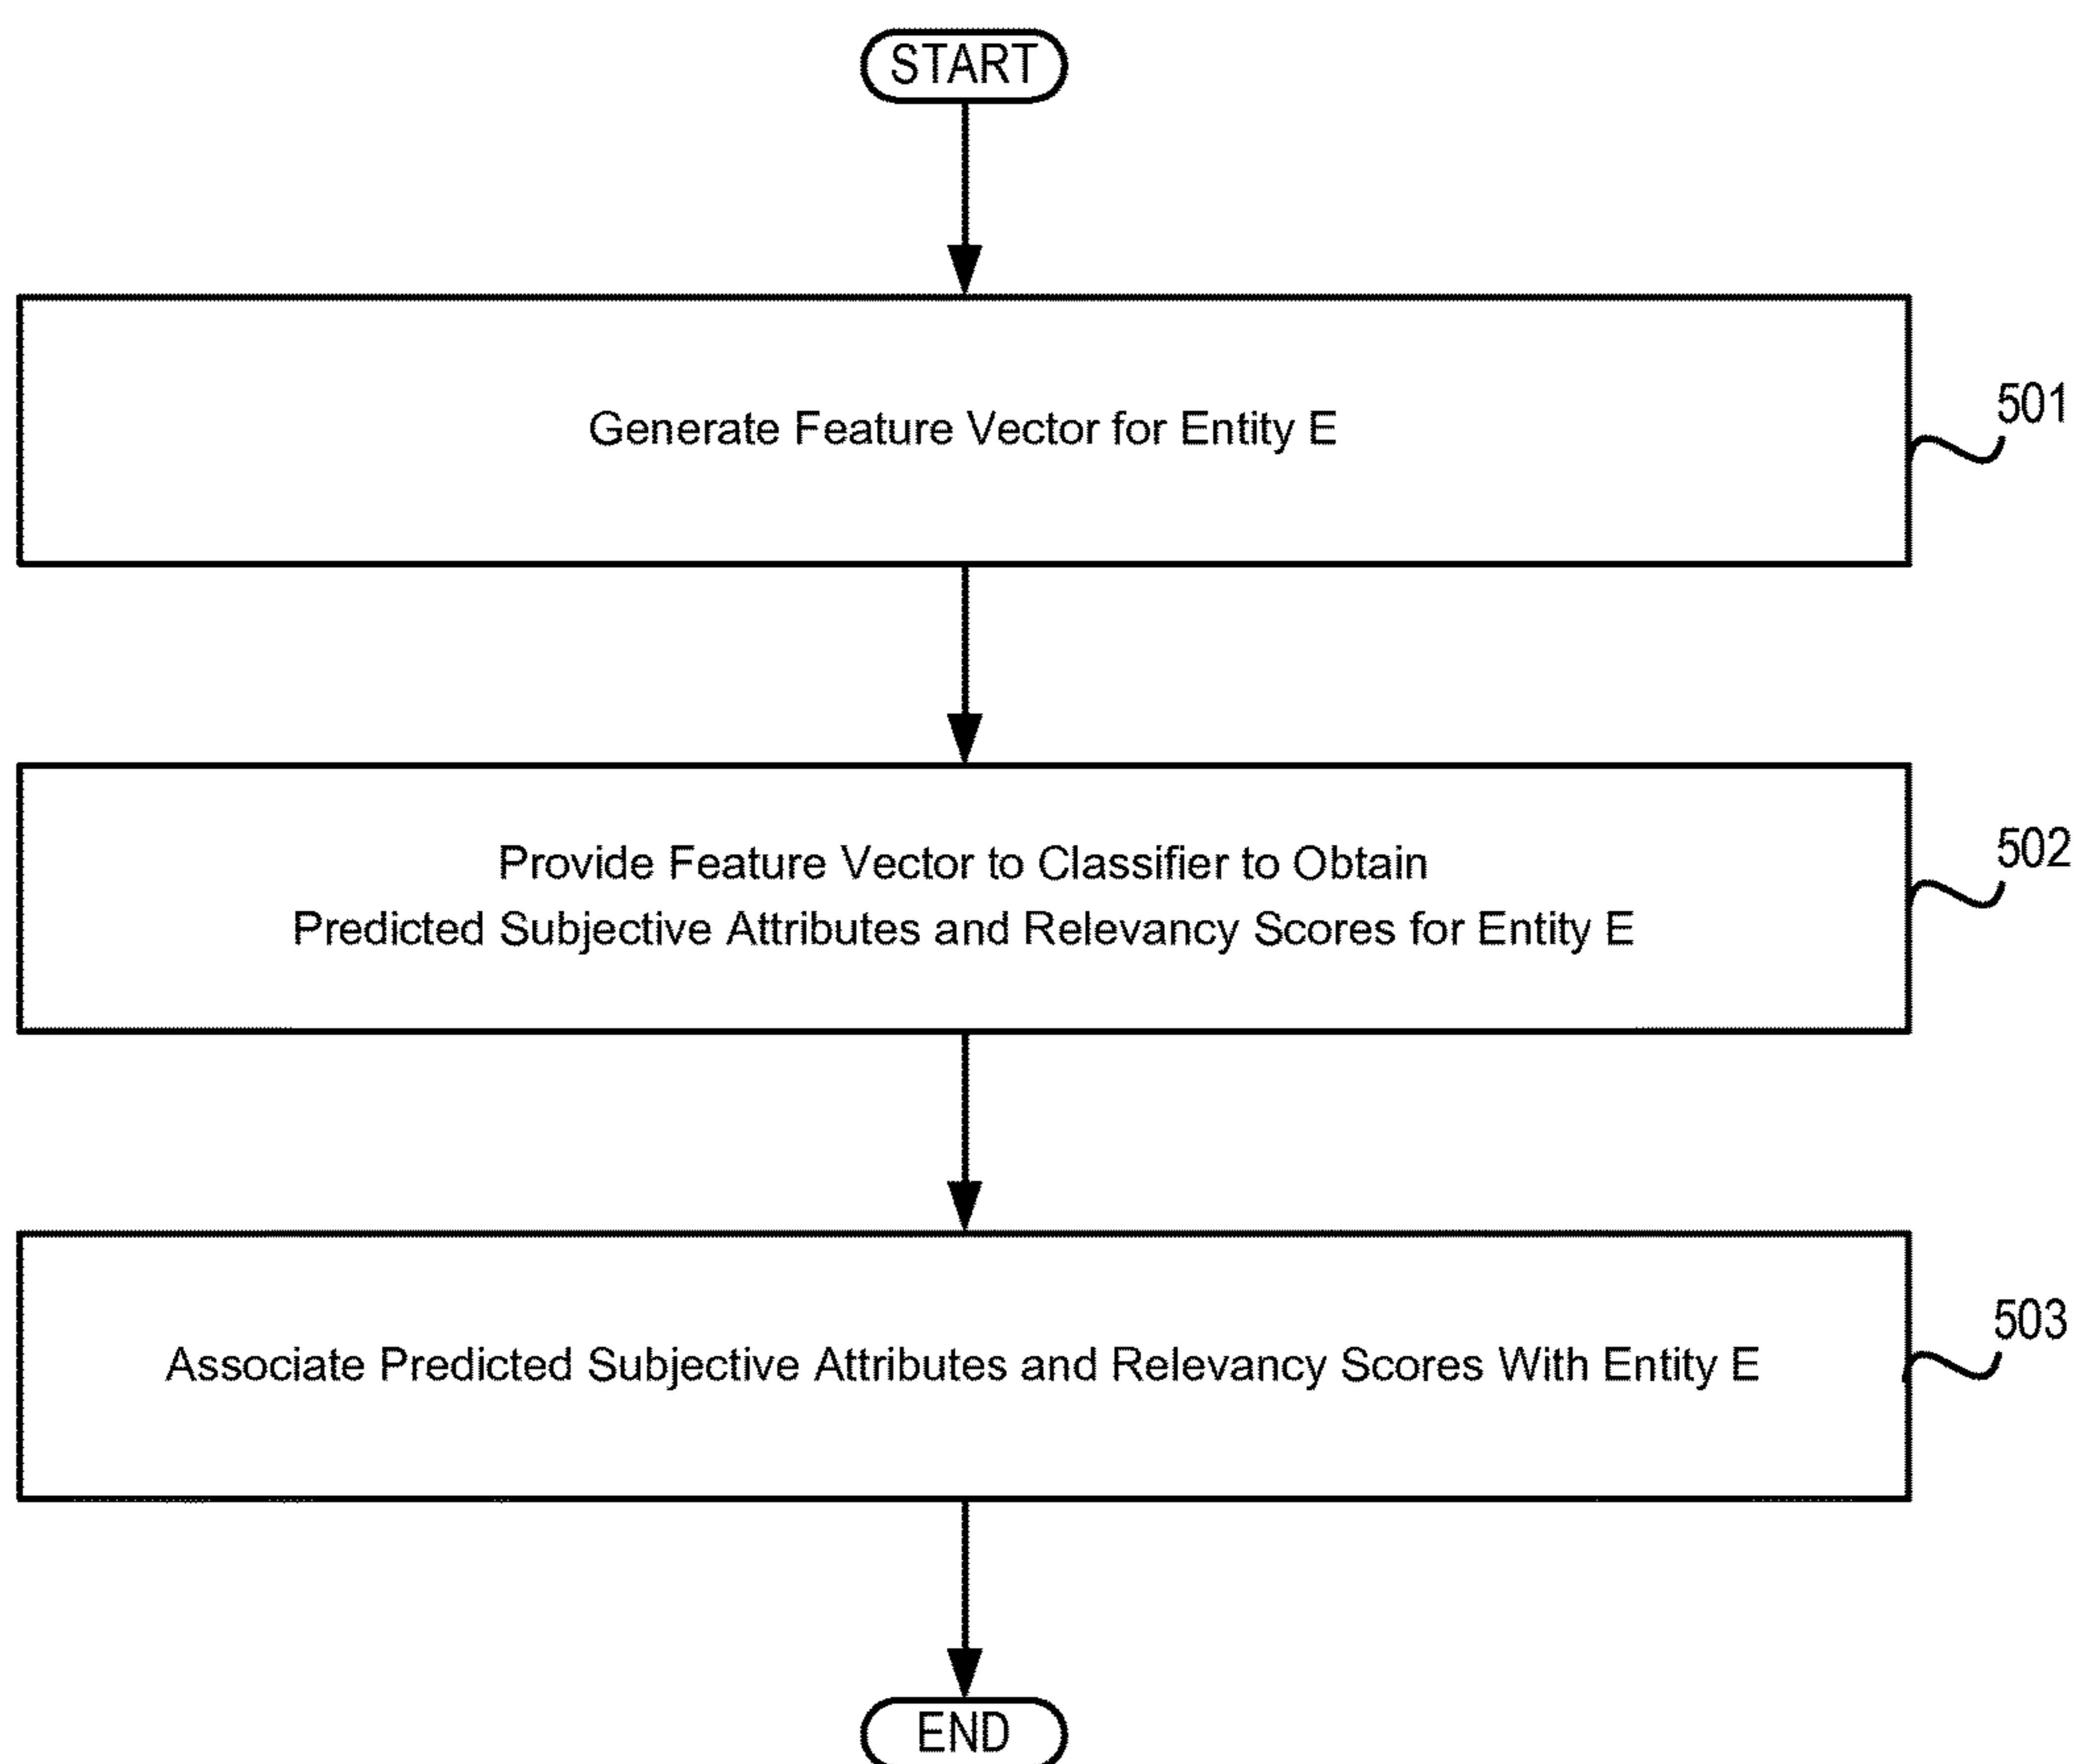 START
Generate Feature Vector for Entity E
501
Provide Feature Vector to Classifier to Obtain
Predicted Subjective Attributes and Relevancy Scores for Entity E
502
Associate Predicted Subjective Attributes and Relevancy Scores With Entity E
503
END